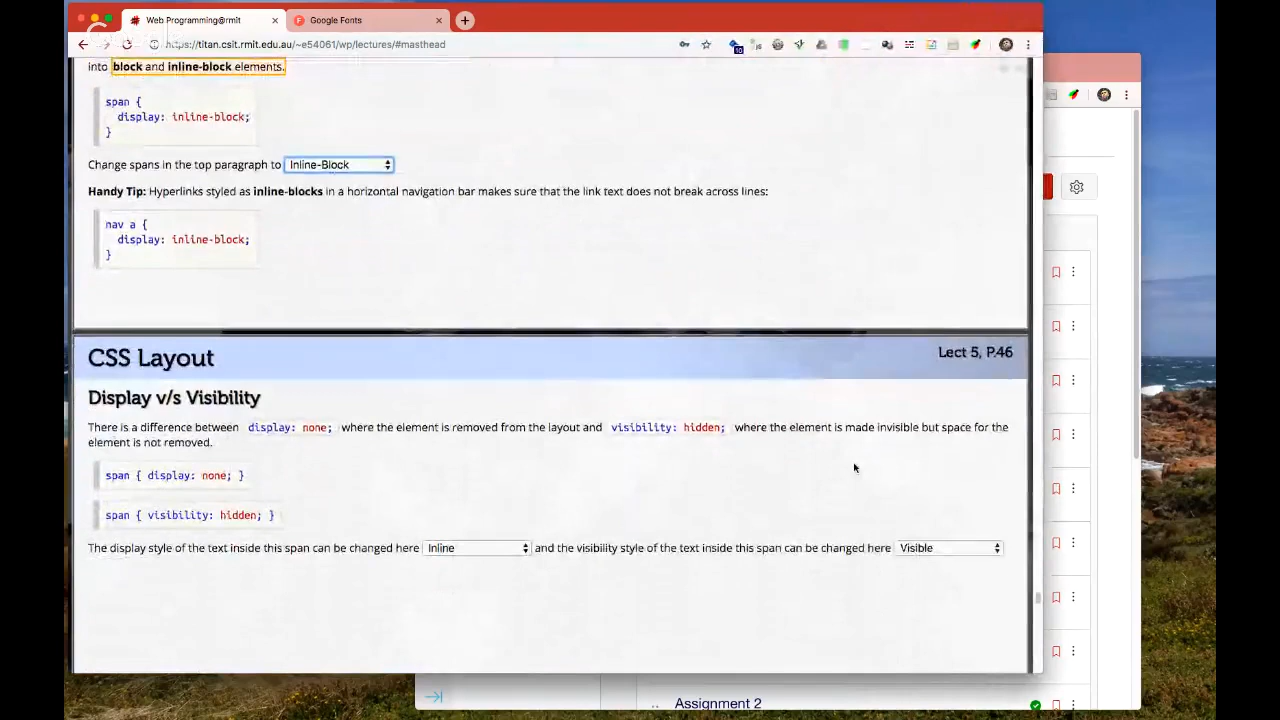 Web Programming@rmit
Google Fonts
https://titan.csit.rmit.edu.au/~e54061/wp/lectures/#masthead
10
into block and inline-block elements.
span {
display: inline-block;
}
Change spans in the top paragraph to Inline-Block
Handy Tip: Hyperlinks styled as inline-blocks in a horizontal navigation bar makes sure that the link text does not break across lines:
nav a {
display: inline-block;
}
CSS Layout
Lect 5, P.46
Display v/s Visibility
There is a difference between display: none; where the element is removed from the layout and visibility: hidden; where the element is made invisible but space for the
element is not removed.
span { display: none; }
span { visibility: hidden; }
The display style of the text inside this span can be changed here Inline and the visibility style of the text inside this span can be changed here Visible
Assignment 2